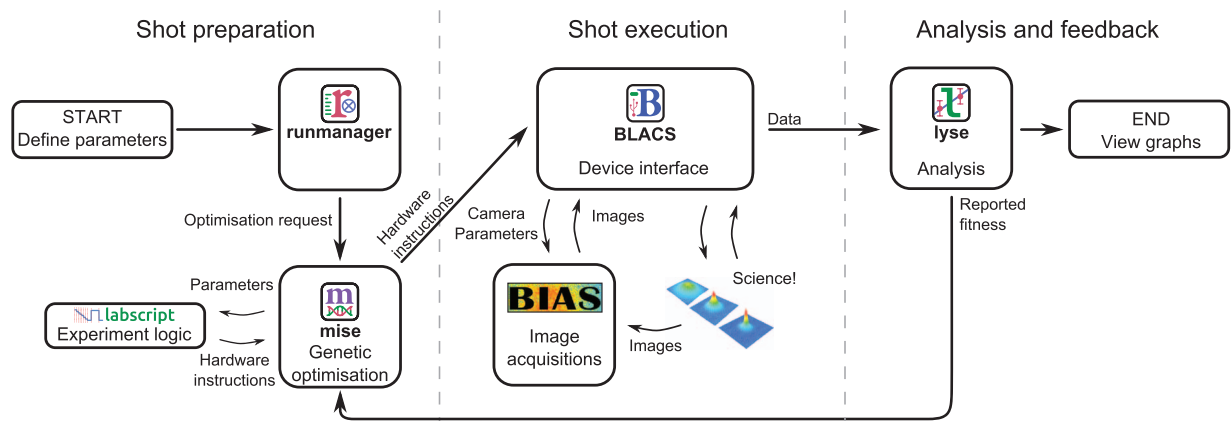 Shot preparation
Shot execution
Analysis and feedback
START
Define parameters
r
runmanager
B
BLACS
Device interface
Data
l
lyse
Analysis
END
View graphs
Optimisation request
Hardware
instructions
Camera
Parameters
Images
Reported
fitness
Parameters
labscript
Experiment logic
Hardware
instructions
m
mise
Genetic
optimisation
BIAS
Image
acquisitions
Science!
Images